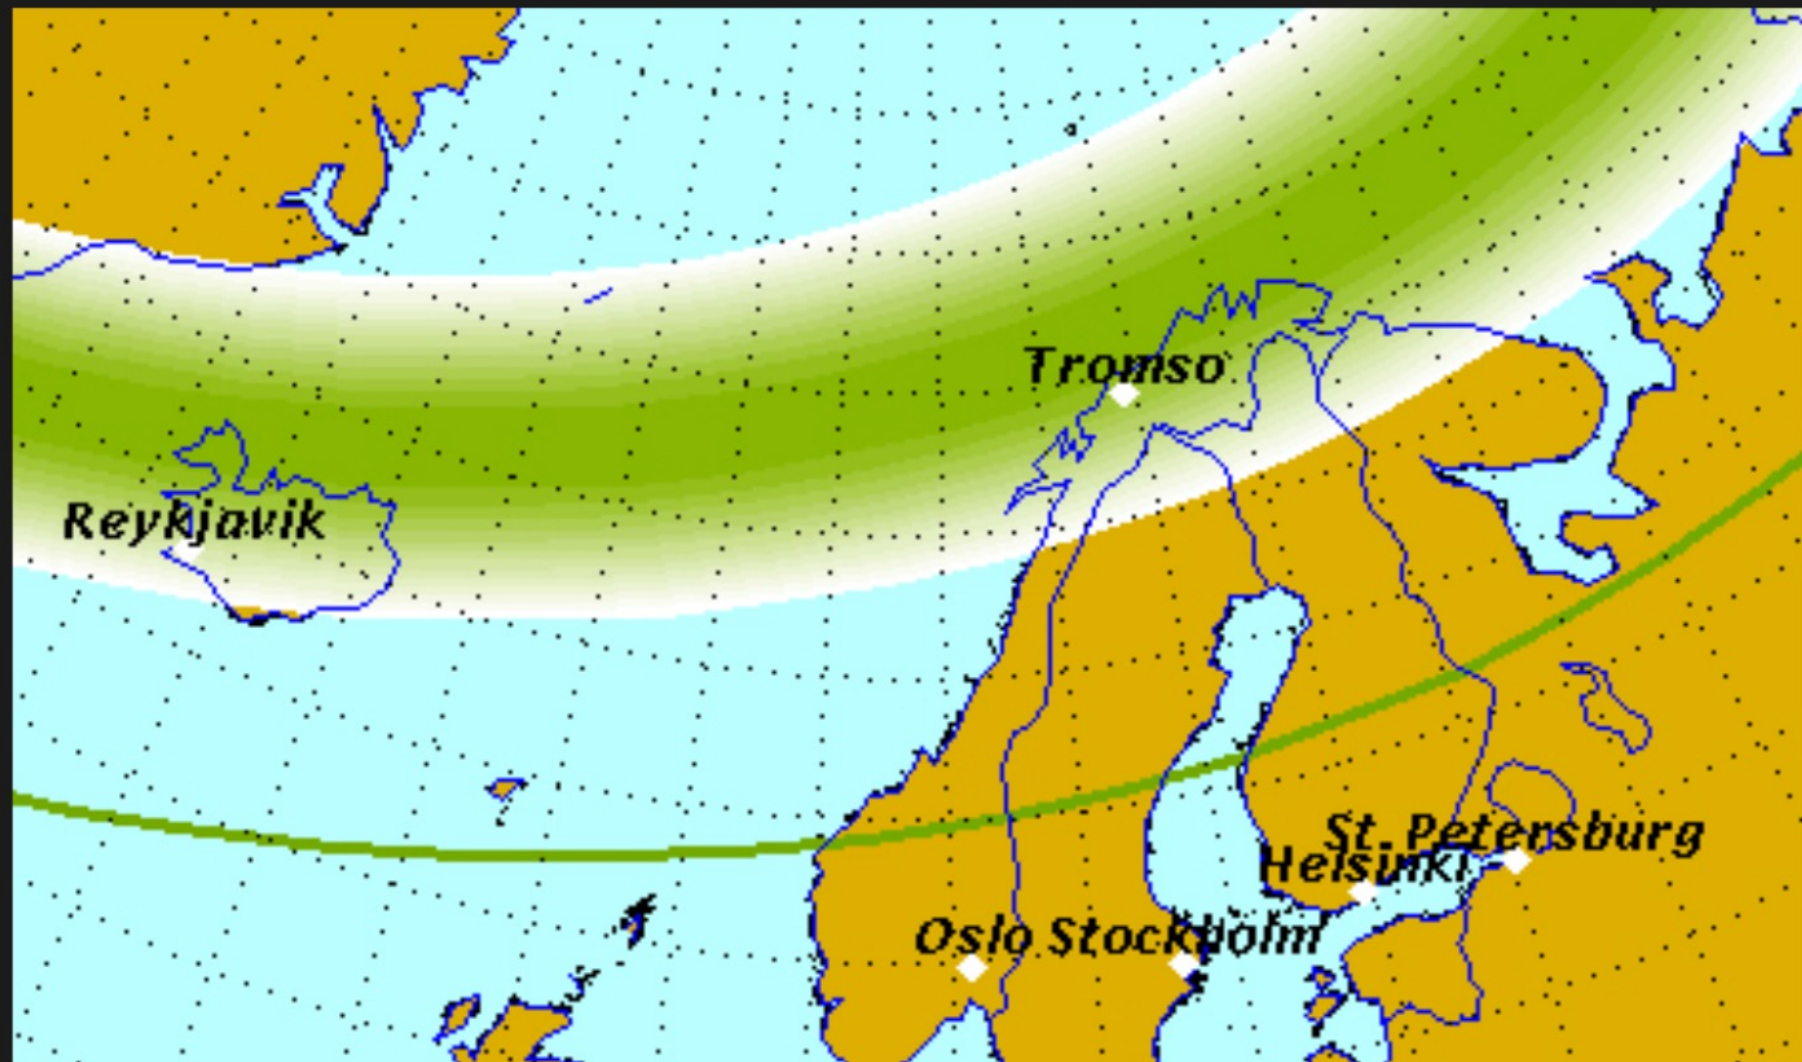 Tromso
Reykjavik
St. Petersburg
Helsinki
Oslo Stockholm